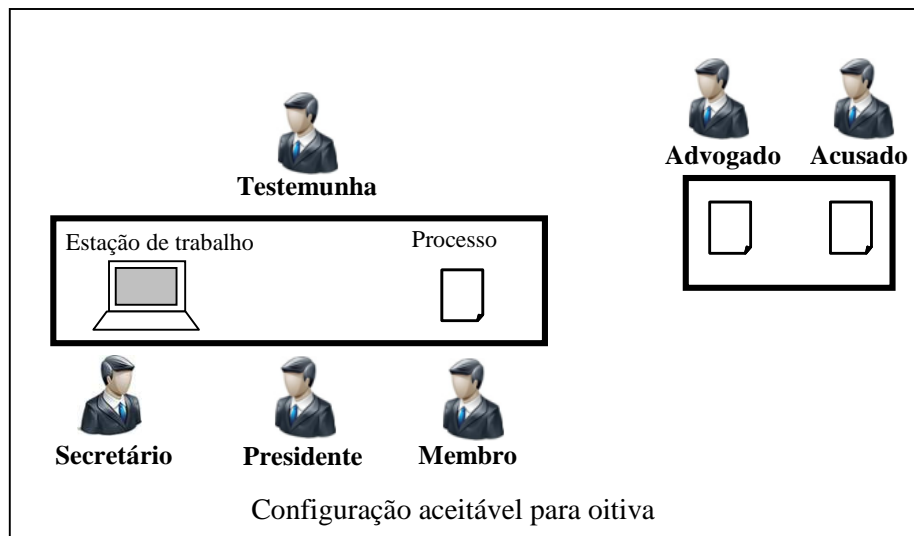 Advogado Acusado
Testemunha
Estação de trabalho Processo
Secretário Presidente Membro
Configuração aceitável para oitiva